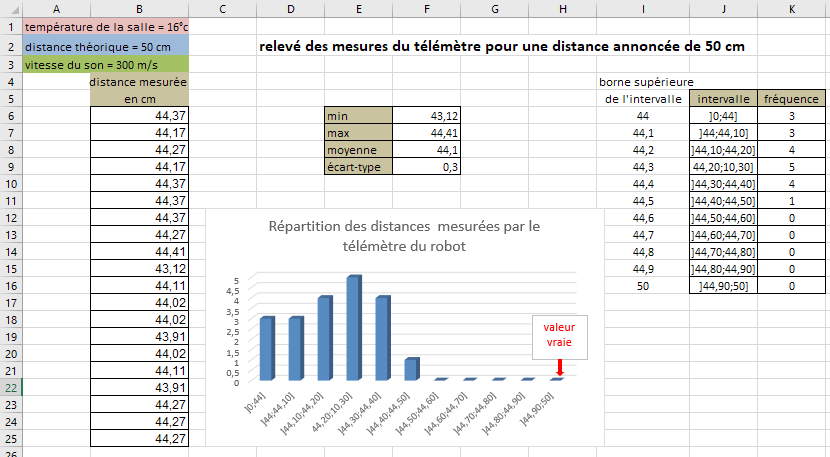 A B C D E F G H I J K
1 température de la salle = 16°c
2 distance théorique = 50 cm relevé des mesures du télémètre pour une distance annoncée de 50 cm
3 vitesse du son = 300 m/s
4 distance mesurée borne supérieure
5 en cm de l'intervalle intervalle fréquence
6 44,37 min 43,12 44 ]0;44] 3
7 44,17 max 44,41 44,1 ]44;44,10] 3
8 44,27 moyenne 44,1 44,2 ]44,10;44,20] 4
9 44,17 écart-type 0,3 44,3 44,20;10,30] 5
10 44,37 44,4 ]44,30;44,40] 4
11 44,37 44,5 ]44,40;44,50] 1
12 44,37 44,6 ]44,50;44,60] 0
13 44,27 44,7 ]44,60;44,70] 0
14 44,41 44,8 ]44,70;44,80] 0
15 43,12 44,9 ]44,80;44,90] 0
16 44,11 50 ]44,90;50] 0
17 44,02
18 44,02
19 43,91
20 44,02
21 44,11
22 43,91
23 44,27
24 44,27
25 44,27
26
Répartition des distances mesurées par le
télémètre du robot
5
4,5
4
3,5
3
2,5
2
1,5
1
0,5
0
valeur
vraie
]0;44]
]44;44,10]
]44,10;44,20]
44,20;10,30]
]44,30;44,40]
]44,40;44,50]
]44,50;44,60]
]44,60;44,70]
]44,70;44,80]
]44,80;44,90]
]44,90;50]